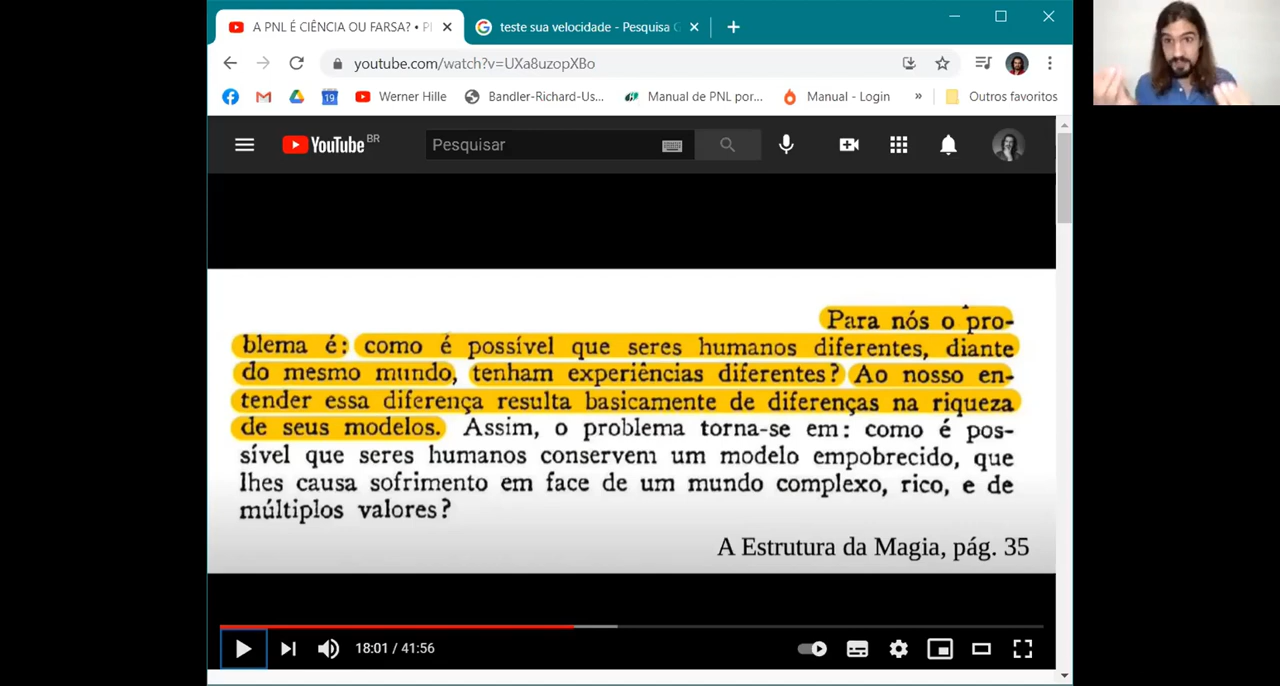 A PNL É CIÊNCIA OU FARSA? • P
teste sua velocidade - Pesquisa G
youtube.com/watch?v=UXa8uzopXBo
19
Werner Hille
Bandler-Richard-Us...
Manual de PNL por...
Manual - Login
»
Outros favoritos
YouTube BR
Pesquisar
Para nós o pro-
blema é: como é possível que seres humanos diferentes, diante
do mesmo mundo, tenham experiências diferentes? Ao nosso en-
tender essa diferença resulta basicamente de diferenças na riqueza
de seus modelos. Assim, o problema torna-se em: como é pos-
sível que seres humanos conservem um modelo empobrecido, que
lhes causa sofrimento em face de um mundo complexo, rico, e de
múltiplos valores?
A Estrutura da Magia, pág. 35
18:01 / 41:56